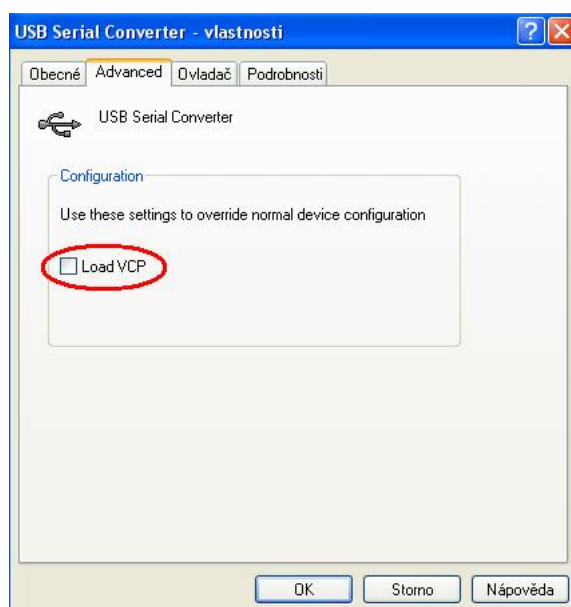 USB Serial Converter - vlastnosti
Obecné Advanced Ovladač Podrobnosti
USB Serial Converter
Configuration
Use these settings to override normal device configuration
Load VCP
OK Storno Nápověda